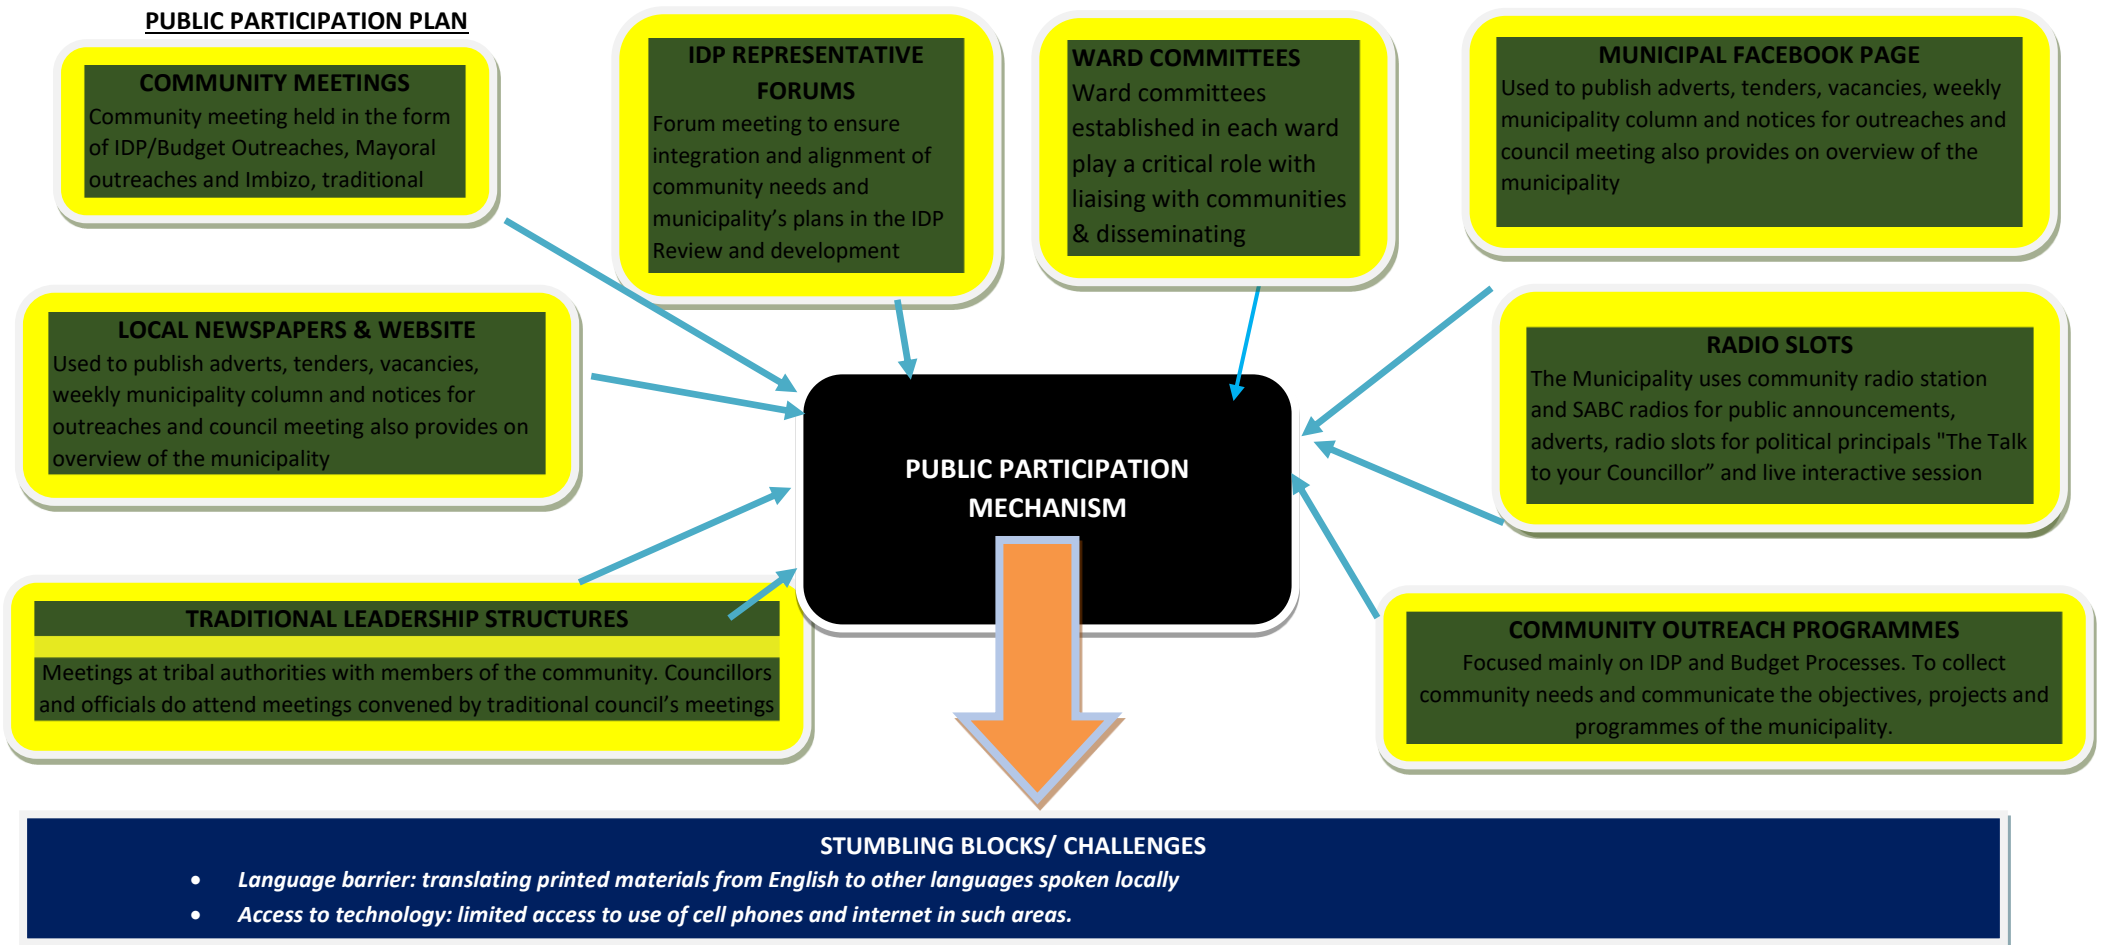 PUBLIC PARTICIPATION PLAN
COMMUNITY MEETINGS
Community meeting held in the form
of IDP/Budget Outreaches, Mayoral
outreaches and Imbizo, traditional
IDP REPRESENTATIVE
FORUMS
Forum meeting to ensure
integration and alignment of
community needs and
municipality’s plans in the IDP
Review and development
WARD COMMITTEES
Ward committees
established in each ward
play a critical role with
liaising with communities
& disseminating
MUNICIPAL FACEBOOK PAGE
Used to publish adverts, tenders, vacancies, weekly
municipality column and notices for outreaches and
council meeting also provides on overview of the
municipality
LOCAL NEWSPAPERS & WEBSITE
Used to publish adverts, tenders, vacancies,
weekly municipality column and notices for
outreaches and council meeting also provides on
overview of the municipality
RADIO SLOTS
The Municipality uses community radio station
and SABC radios for public announcements,
adverts, radio slots for political principals "The Talk
to your Councillor” and live interactive session
PUBLIC PARTICIPATION
MECHANISM
TRADITIONAL LEADERSHIP STRUCTURES
Meetings at tribal authorities with members of the community. Councillors
and officials do attend meetings convened by traditional council’s meetings
COMMUNITY OUTREACH PROGRAMMES
Focused mainly on IDP and Budget Processes. To collect
community needs and communicate the objectives, projects and
programmes of the municipality.
STUMBLING BLOCKS/ CHALLENGES
• Language barrier: translating printed materials from English to other languages spoken locally
• Access to technology: limited access to use of cell phones and internet in such areas.